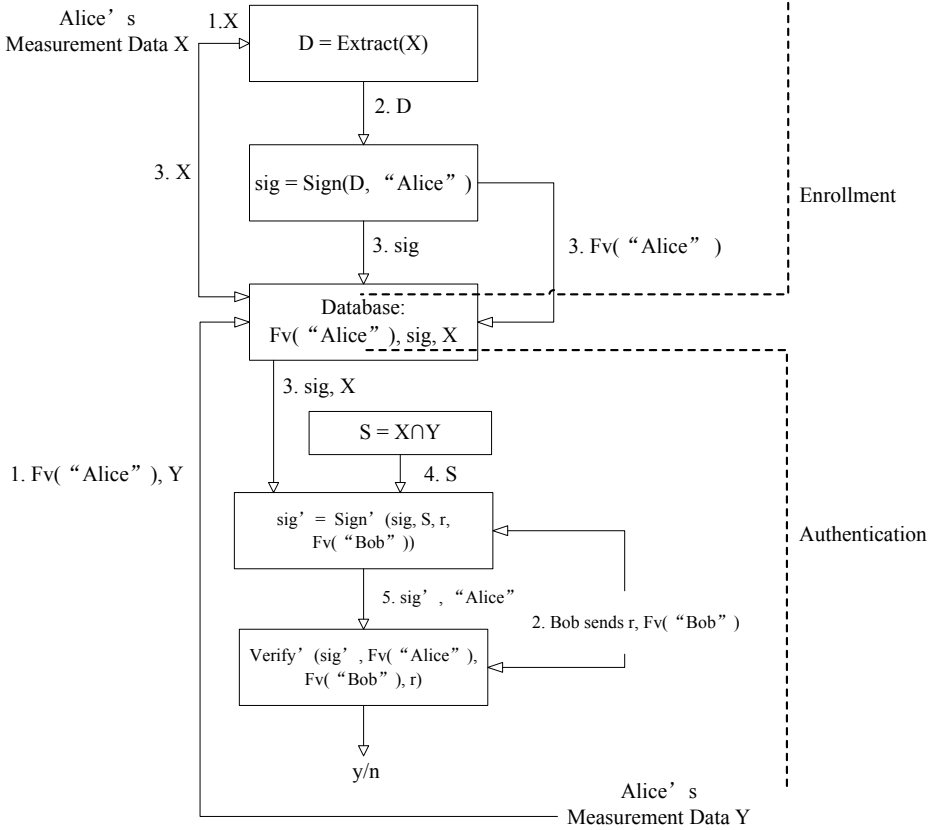 Alice’s
Measurement Data X
1.X
D = Extract(X)
2. D
3. X
sig = Sign(D, “Alice”)
Enrollment
3. sig
3. Fv(“Alice”)
Database:
Fv(“Alice”), sig, X
3. sig, X
S = X∩Y
1. Fv(“Alice”), Y
4. S
sig’ = Sign’(sig, S, r,
Fv(“Bob”))
Authentication
5. sig’, “Alice”
2. Bob sends r, Fv(“Bob”)
Verify’(sig’, Fv(“Alice”),
Fv(“Bob”), r)
y/n
Alice’s
Measurement Data Y